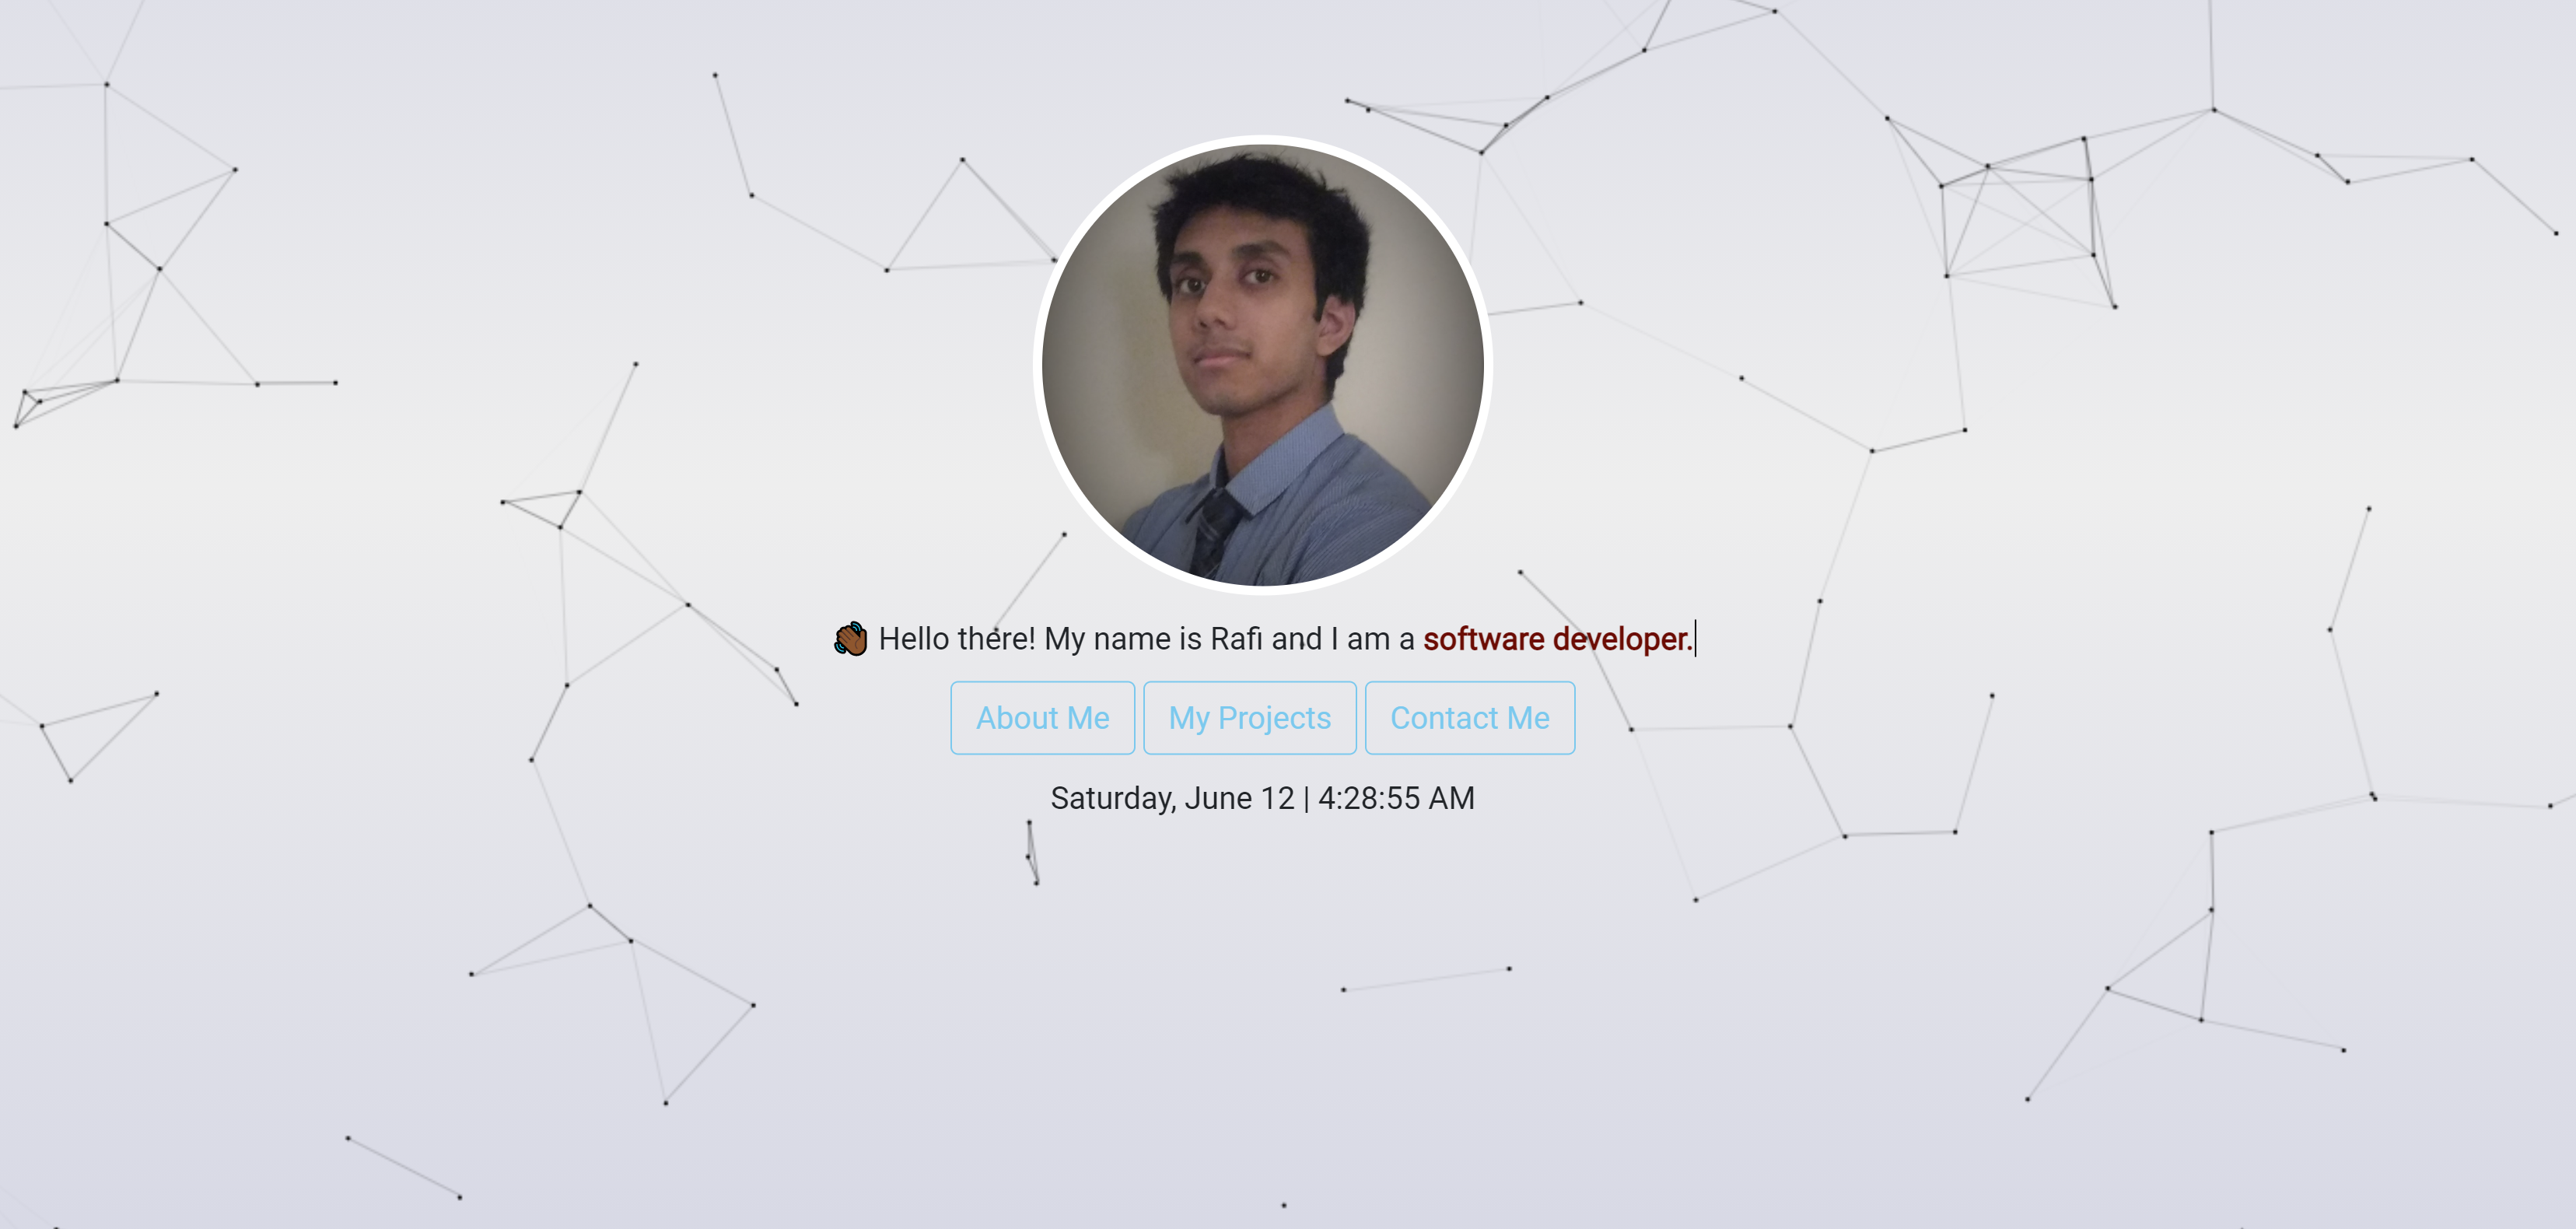 👋🏾 Hello there! My name is Rafi and I am a software developer.
About Me My Projects Contact Me
Saturday, June 12 | 4:28:55 AM